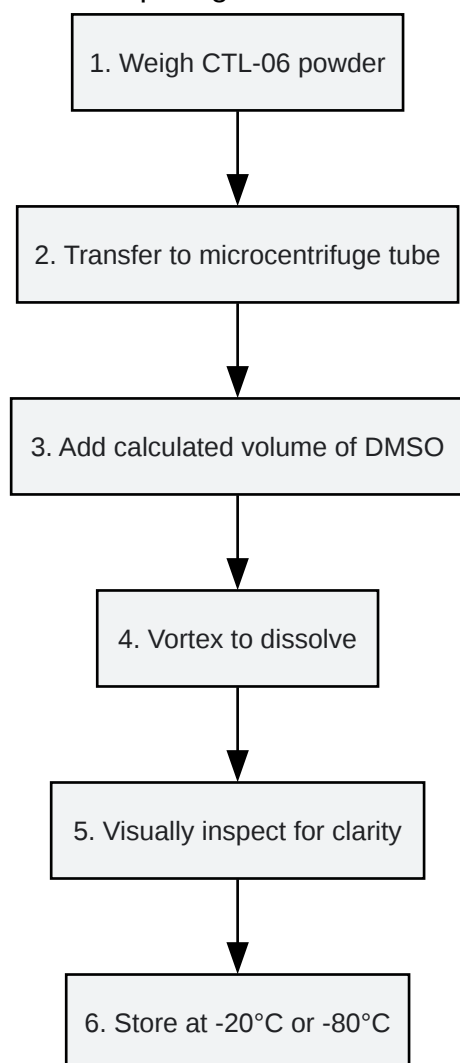 1. Weigh CTL-06 powder
2. Transfer to microcentrifuge tube
3. Add calculated volume of DMSO
4. Vortex to dissolve
5. Visually inspect for clarity
6. Store at -20°C or -80°C